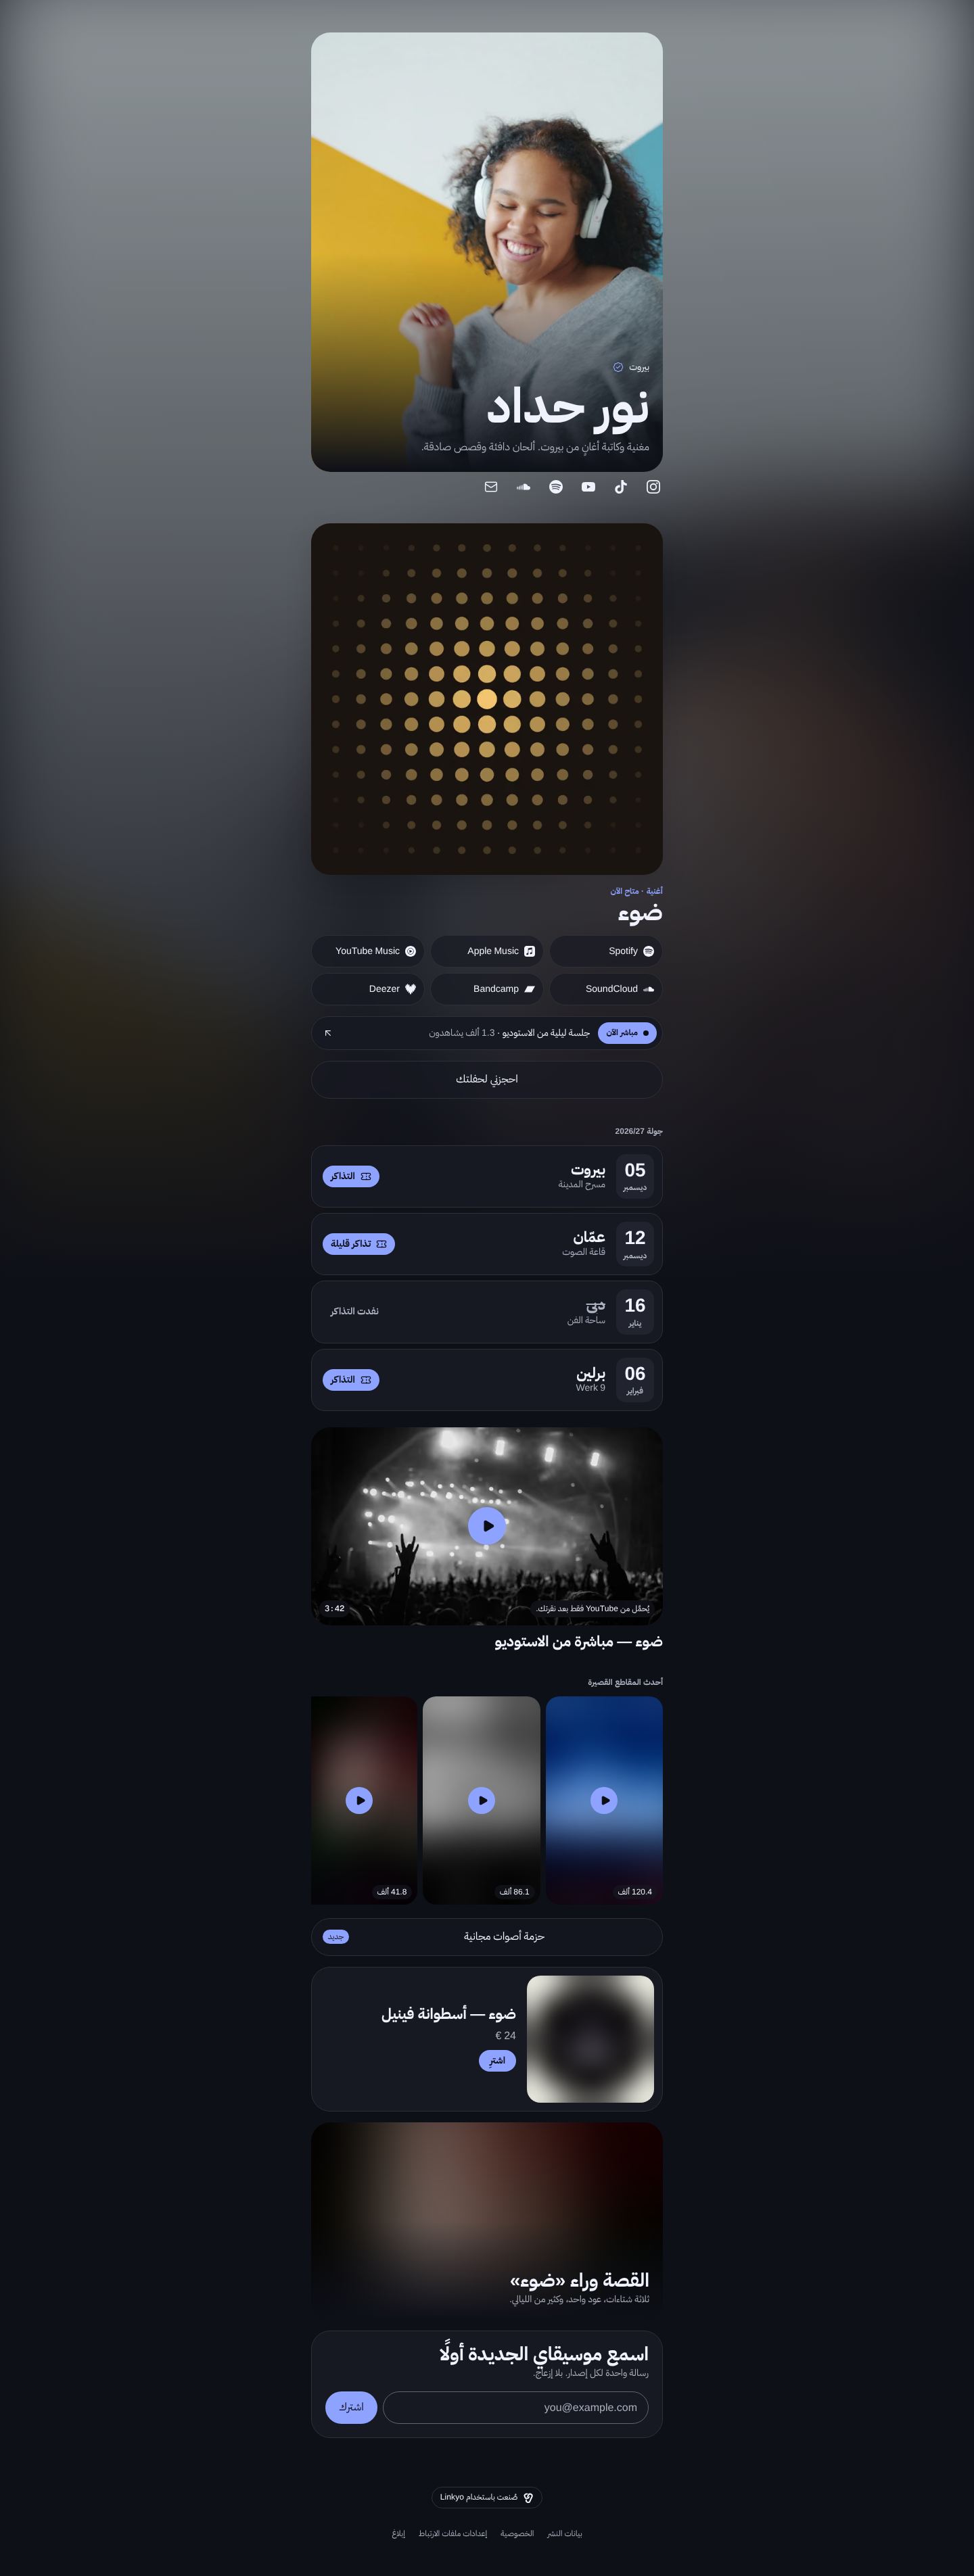 بيروت
نور حداد
مغنية وكاتبة أغانٍ من بيروت. ألحان دافئة وقصص صادقة.
أغنية · متاح الآن
ضوء
Spotify
Apple Music
YouTube Music
SoundCloud
Bandcamp
Deezer
مباشر الآن
جلسة ليلية من الاستوديو · 1.3 ألف يشاهدون
احجزني لحفلتك
جولة 2026/27
05
ديسمبر
بيروت
مسرح المدينة
التذاكر
12
ديسمبر
عمّان
قاعة الصوت
تذاكر قليلة
16
يناير
دبي
ساحة الفن
نفدت التذاكر
06
فبراير
برلين
Werk 9
التذاكر
يُحمَّل من YouTube فقط بعد نقرتك.
3:42
ضوء — مباشرة من الاستوديو
أحدث المقاطع القصيرة
120.4 ألف
86.1 ألف
41.8 ألف
حزمة أصوات مجانية
جديد
ضوء — أسطوانة فينيل
24 €
اشترِ
القصة وراء «ضوء»
ثلاثة شتاءات، عود واحد، وكثير من الليالي.
اسمع موسيقاي الجديدة أولًا
رسالة واحدة لكل إصدار. بلا إزعاج.
you@example.com
اشترك
صُنعت باستخدام Linkyo
بيانات النشر
الخصوصية
إعدادات ملفات الارتباط
إبلاغ